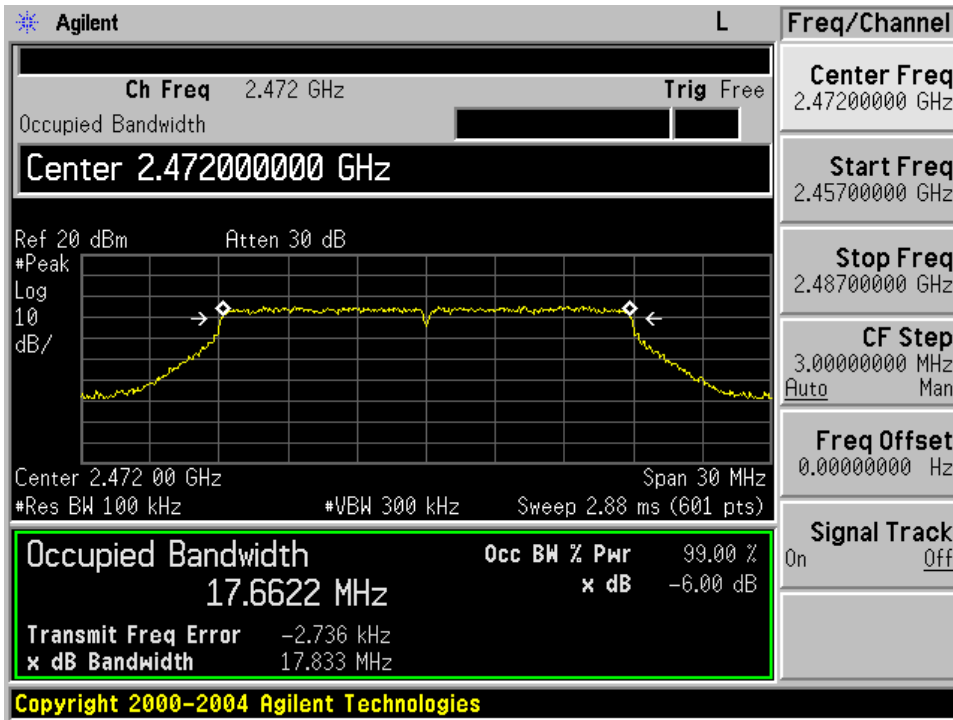 Agilent L Freq/Channel
Ch Freq 2.472 GHz Trig Free
Occupied Bandwidth
Center 2.472000000 GHz
Ref 20 dBm Atten 30 dB
#Peak
Log
10
dB/
Center 2.472 00 GHz Span 30 MHz
#Res BW 100 kHz #VBW 300 kHz Sweep 2.88 ms (601 pts)
Occupied Bandwidth Occ BW % Pwr 99.00 %
17.6622 MHz x dB -6.00 dB
Transmit Freq Error -2.736 kHz
x dB Bandwidth 17.833 MHz
Copyright 2000-2004 Agilent Technologies
Center Freq
2.47200000 GHz
Start Freq
2.45700000 GHz
Stop Freq
2.48700000 GHz
CF Step
3.00000000 MHz
Auto Man
Freq Offset
0.00000000 Hz
Signal Track
On Off